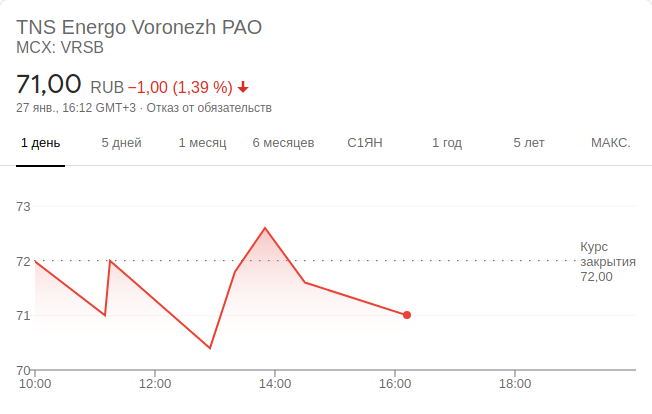 TNS Energo Voronezh PAO
MCX: VRSB
71,00 RUB −1,00 (1,39 %)
27 янв., 16:12 GMT+3 · Отказ от обязательств
1 день 5 дней 1 месяц 6 месяцев С1ЯН 1 год 5 лет МАКС.
73
Курс
72 закрытия
72,00
71
70
10:00 12:00 14:00 16:00 18:00